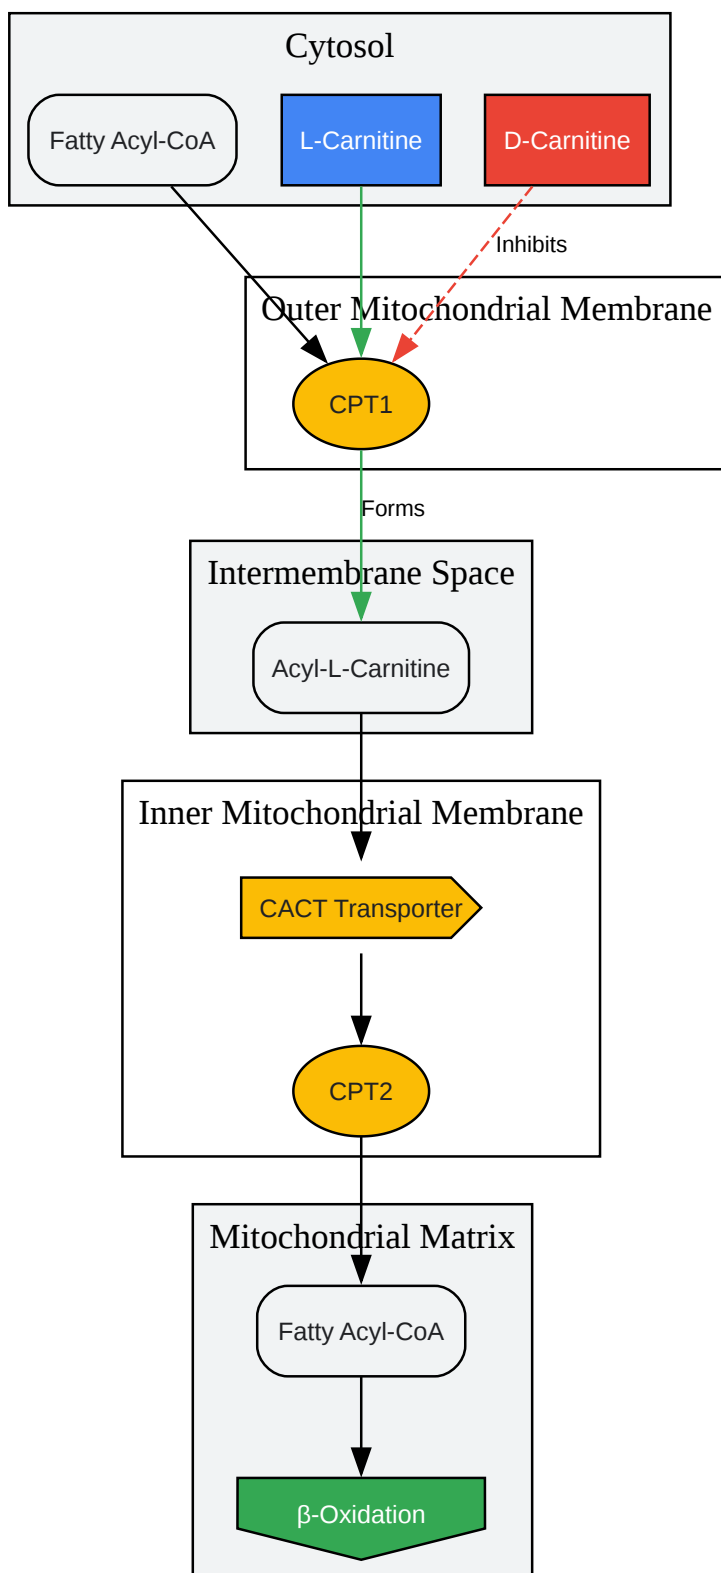 Cytosol
Fatty Acyl-CoA
L-Carnitine
D-Carnitine
Inhibits
Outer Mitochondrial Membrane
CPT1
Forms
Intermembrane Space
Acyl-L-Carnitine
Inner Mitochondrial Membrane
CACT Transporter
CPT2
Mitochondrial Matrix
Fatty Acyl-CoA
β-Oxidation